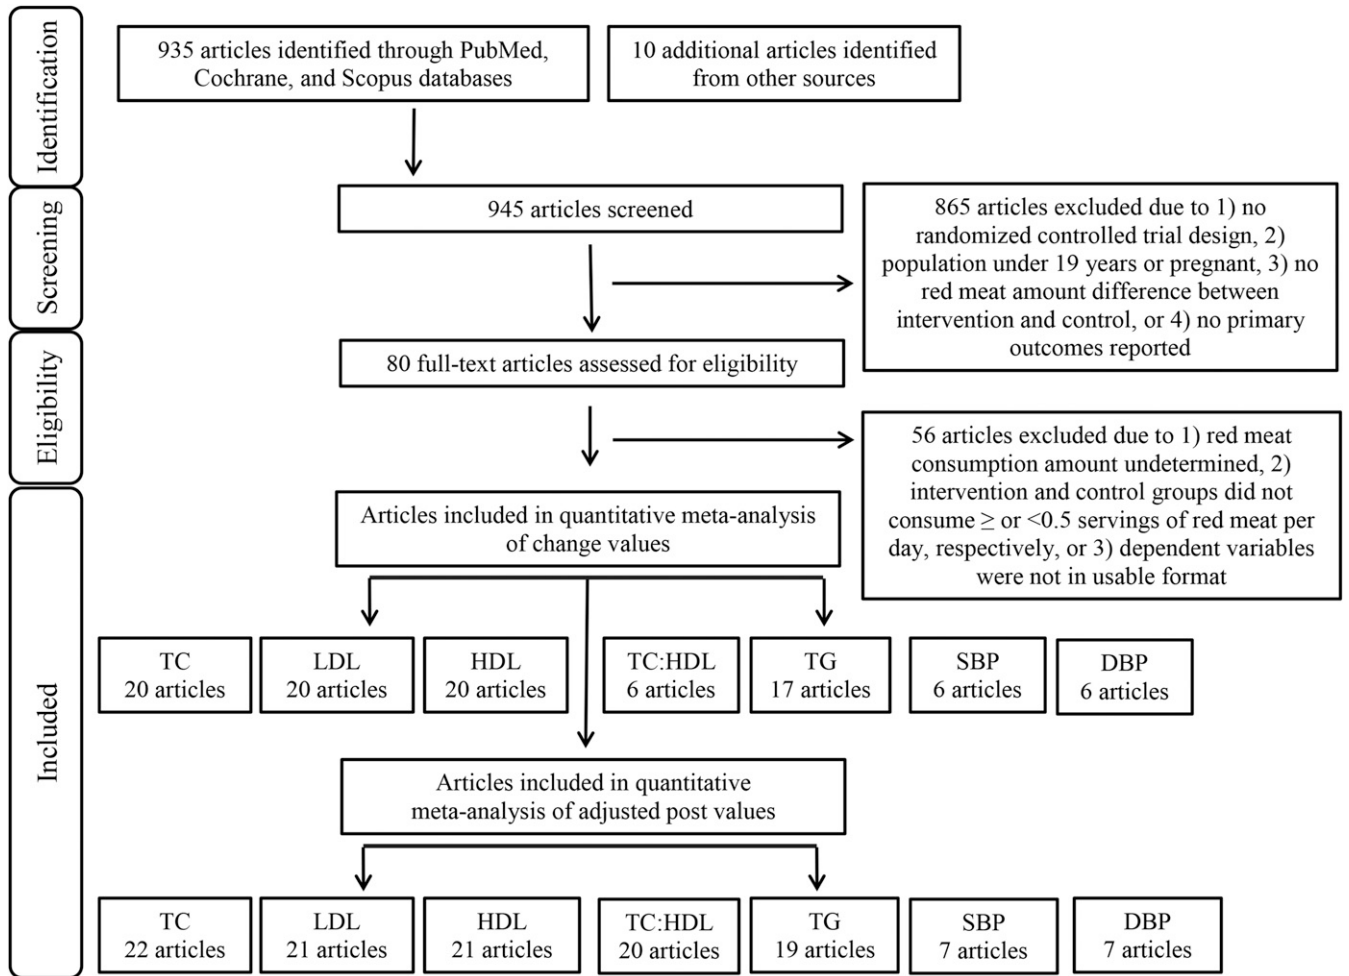 Identification
935 articles identified through PubMed,
Cochrane, and Scopus databases
10 additional articles identified
from other sources
Screening
945 articles screened
865 articles excluded due to 1) no
randomized controlled trial design, 2)
population under 19 years or pregnant, 3) no
red meat amount difference between
intervention and control, or 4) no primary
outcomes reported
Eligibility
80 full-text articles assessed for eligibility
56 articles excluded due to 1) red meat
consumption amount undetermined, 2)
intervention and control groups did not
consume ≥ or <0.5 servings of red meat per
day, respectively, or 3) dependent variables
were not in usable format
Included
Articles included in quantitative meta-analysis
of change values
TC
20 articles
LDL
20 articles
HDL
20 articles
TC:HDL
6 articles
TG
17 articles
SBP
6 articles
DBP
6 articles
Articles included in quantitative
meta-analysis of adjusted post values
TC
22 articles
LDL
21 articles
HDL
21 articles
TC:HDL
20 articles
TG
19 articles
SBP
7 articles
DBP
7 articles